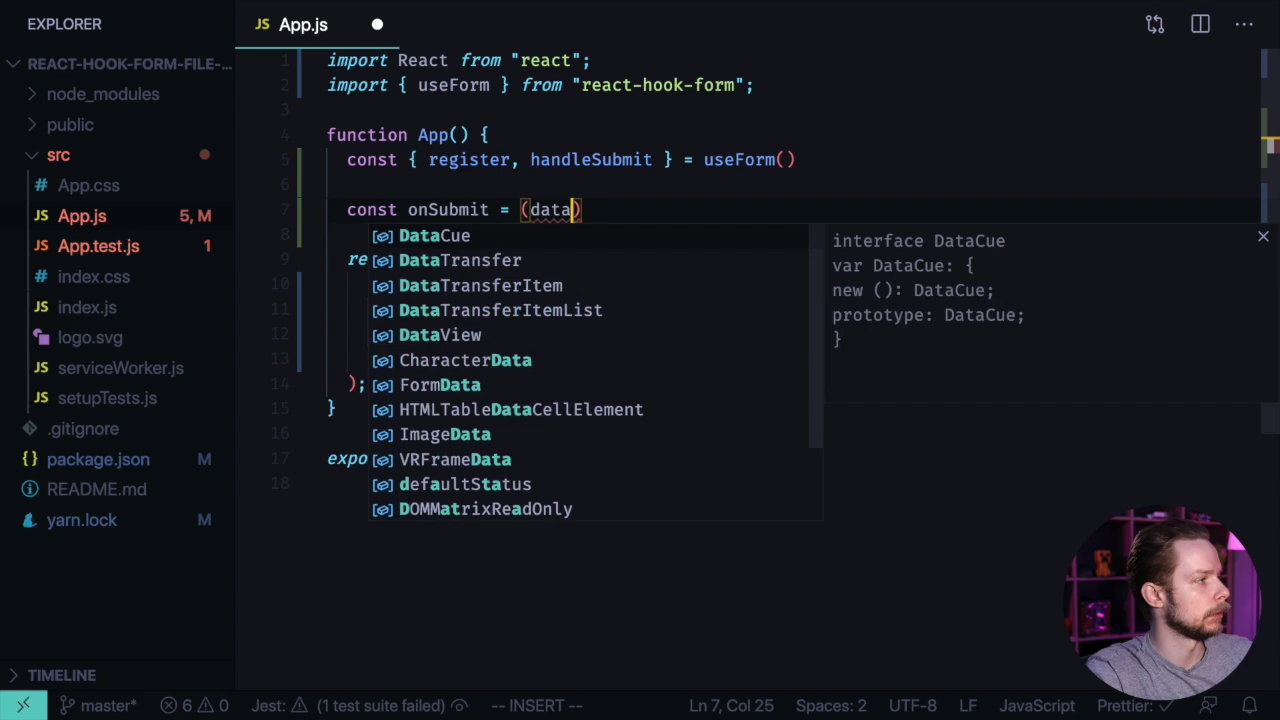 EXPLORER
JS App.js
REACT-HOOK-FORM-FILE-...
node_modules
public
src
# App.css
JS App.js 5, M
JS App.test.js 1
# index.css
JS index.js
logo.svg
JS serviceWorker.js
JS setupTests.js
.gitignore
{} package.json M
README.md
yarn.lock M
TIMELINE
1 import React from "react";
2 import { useForm } from "react-hook-form";
3
4 function App() {
5 const { register, handleSubmit } = useForm()
6
7 const onSubmit = (data)
8
9 re
10
11
12
13
14 );
15 }
16
17 expo
18
DataCue
DataTransfer
DataTransferItem
DataTransferItemList
DataView
CharacterData
FormData
HTMLTableDataCellElement
ImageData
VRFrameData
defaultStatus
DOMMatrixReadOnly
interface DataCue
var DataCue: {
new (): DataCue;
prototype: DataCue;
}
master* 6 0 Jest: (1 test suite failed) -- INSERT -- Ln 7, Col 25 Spaces: 2 UTF-8 LF JavaScript Prettier: ✓